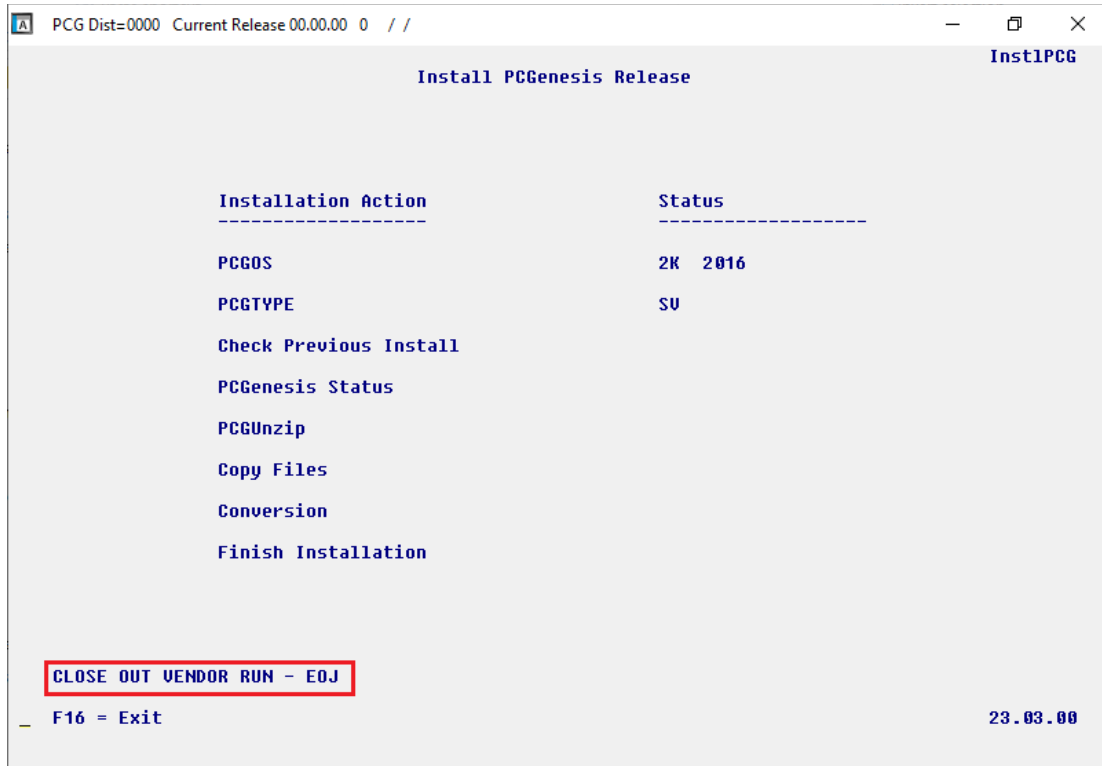 A PCG Dist=0000 Current Release 00.00.00 0 / /
InstlPCG
Install PCGenesis Release
Installation Action Status
------------------- -------------------
PCGOS 2K 2016
PCGTYPE SV
Check Previous Install
PCGenesis Status
PCGUnzip
Copy Files
Conversion
Finish Installation
CLOSE OUT VENDOR RUN - EOJ
_ F16 = Exit 23.03.00